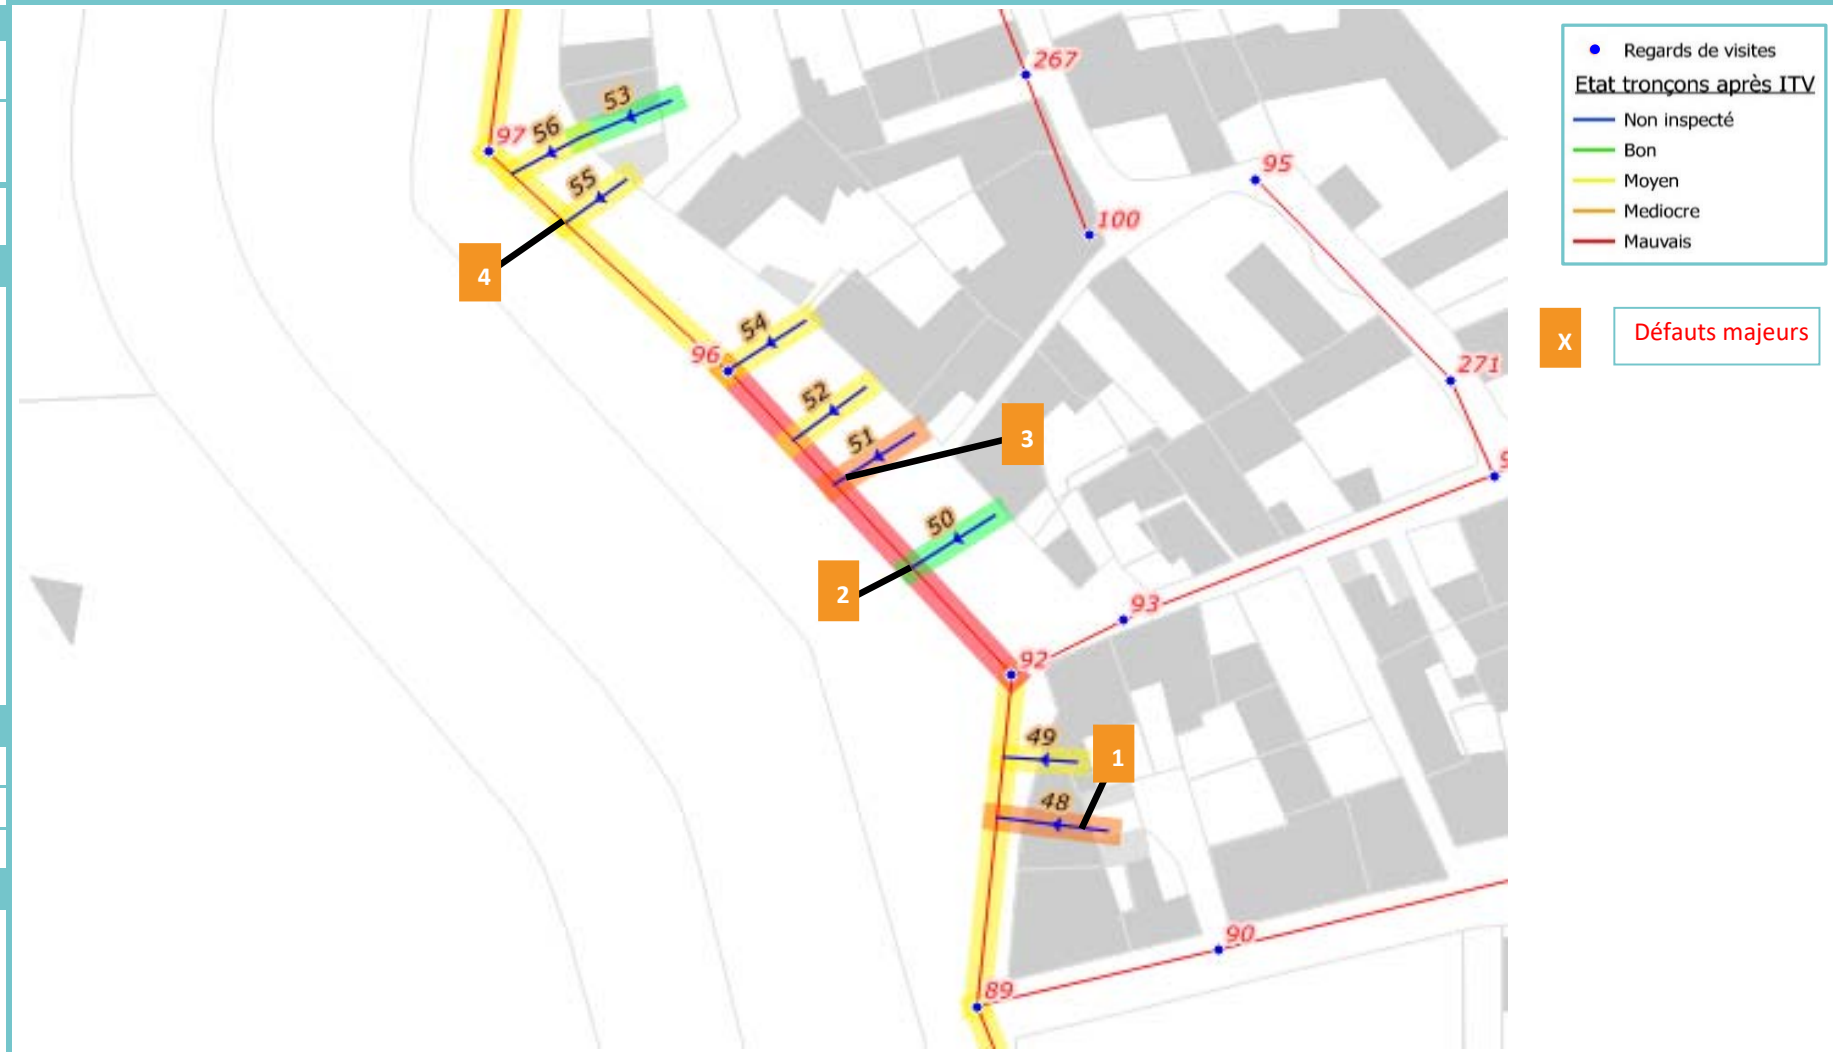 267
53
97
56
95
55
100
4
54
96
271
52
3
51
50
2
93
92
49
1
48
90
89
Regards de visites
Etat tronçons après ITV
Non inspecté
Bon
Moyen
Mediocre
Mauvais
X
Défauts majeurs